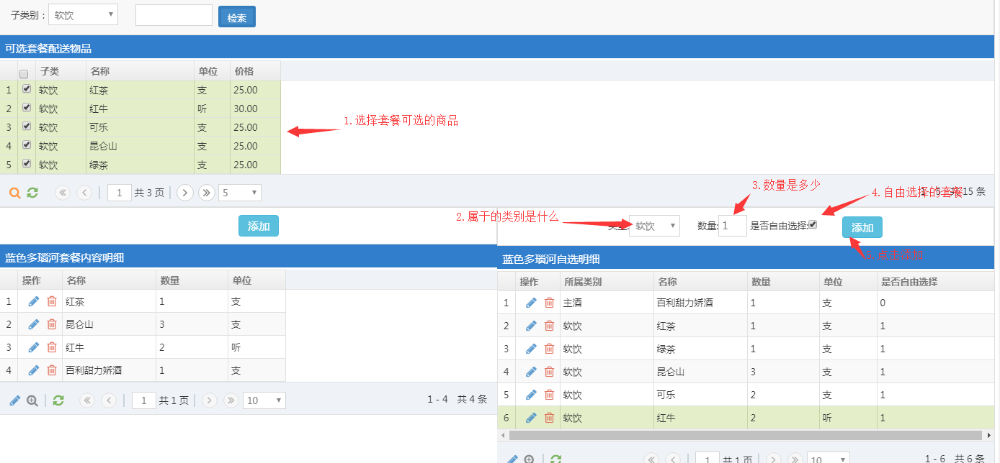 子类别： 软饮 检索
可选套餐配送物品
子类 名称 单位 价格
1 软饮 红茶 支 25.00
2 软饮 红牛 听 30.00
3 软饮 可乐 支 25.00
4 软饮 昆仑山 支 25.00
5 软饮 绿茶 支 25.00
1.选择套餐可选的商品
1 共 3 页 5 15 条
3.数量是多少
4.自由选择的套餐
2.属于的类别是什么
添加
软饮 数量: 1 是否自由选择: 添加
蓝色多瑙河套餐内容明细
操作 名称 数量 单位
1 红茶 1 支
2 昆仑山 3 支
3 红牛 2 听
4 百利甜力娇酒 1 支
1 共 1 页 10 1 - 4 共 4 条
蓝色多瑙河自选明细
操作 所属类别 名称 数量 单位 是否自由选择
1 主酒 百利甜力娇酒 1 支 0
2 软饮 红茶 1 支 1
3 软饮 绿茶 1 支 1
4 软饮 昆仑山 3 支 1
5 软饮 可乐 2 支 1
6 软饮 红牛 2 听 1
1 共 1 页 10 1 - 6 共 6 条